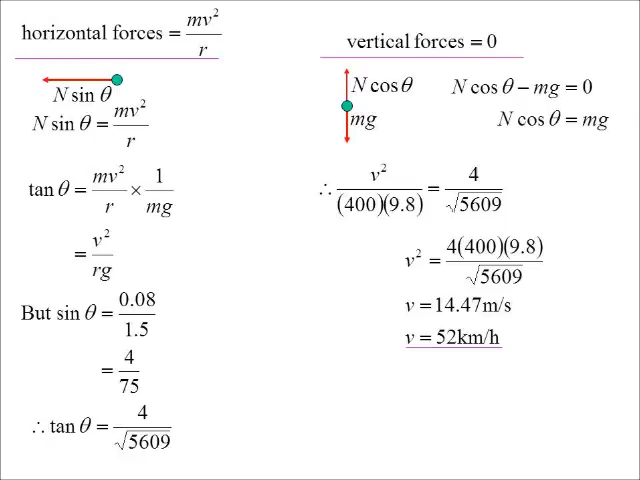 horizontal forces = mv²/r
N sin θ
N sin θ = mv²/r
tan θ = mv²/r × 1/mg
= v²/rg
But sin θ = 0.08/1.5
= 4/75
∴ tan θ = 4/√5609
vertical forces = 0
N cos θ
mg
N cos θ − mg = 0
N cos θ = mg
∴ v²/(400)(9.8) = 4/√5609
v² = 4(400)(9.8)/√5609
v = 14.47m/s
v = 52km/h